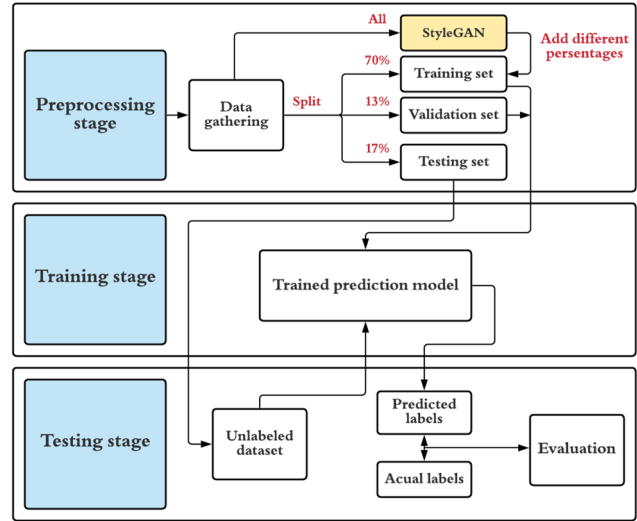 All
StyleGAN
Add different
persentages
70%
Training set
Preprocessing
stage
Data
gathering
Split
13%
Validation set
17%
Testing set
Training stage
Trained prediction model
Testing stage
Unlabeled
dataset
Predicted
labels
Acual labels
Evaluation